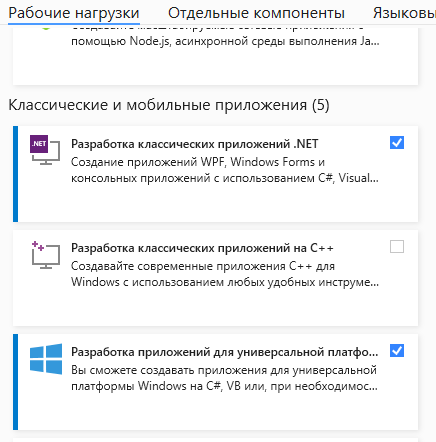 Рабочие нагрузки Отдельные компоненты Языковы
помощью Node.js, асинхронной среды выполнения Ja...
Классические и мобильные приложения (5)
.NET
Разработка классических приложений .NET
Создание приложений WPF, Windows Forms и
консольных приложений с использованием C#, Visual...
Разработка классических приложений на C++
Создавайте современные приложения C++ для
Windows с использованием любых удобных инструме...
Разработка приложений для универсальной платфо...
Вы сможете создавать приложения для универсальной
платформы Windows на C#, VB или, при необходимос...